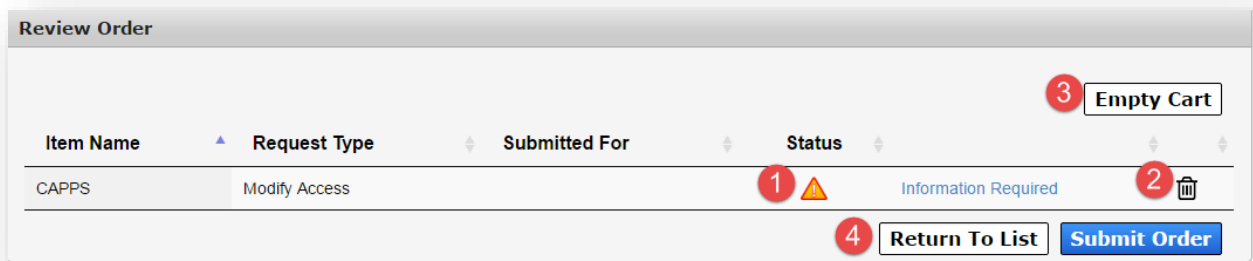 Review Order
3 Empty Cart
Item Name Request Type Submitted For Status
CAPPS Modify Access 1 Information Required 2
4 Return To List Submit Order